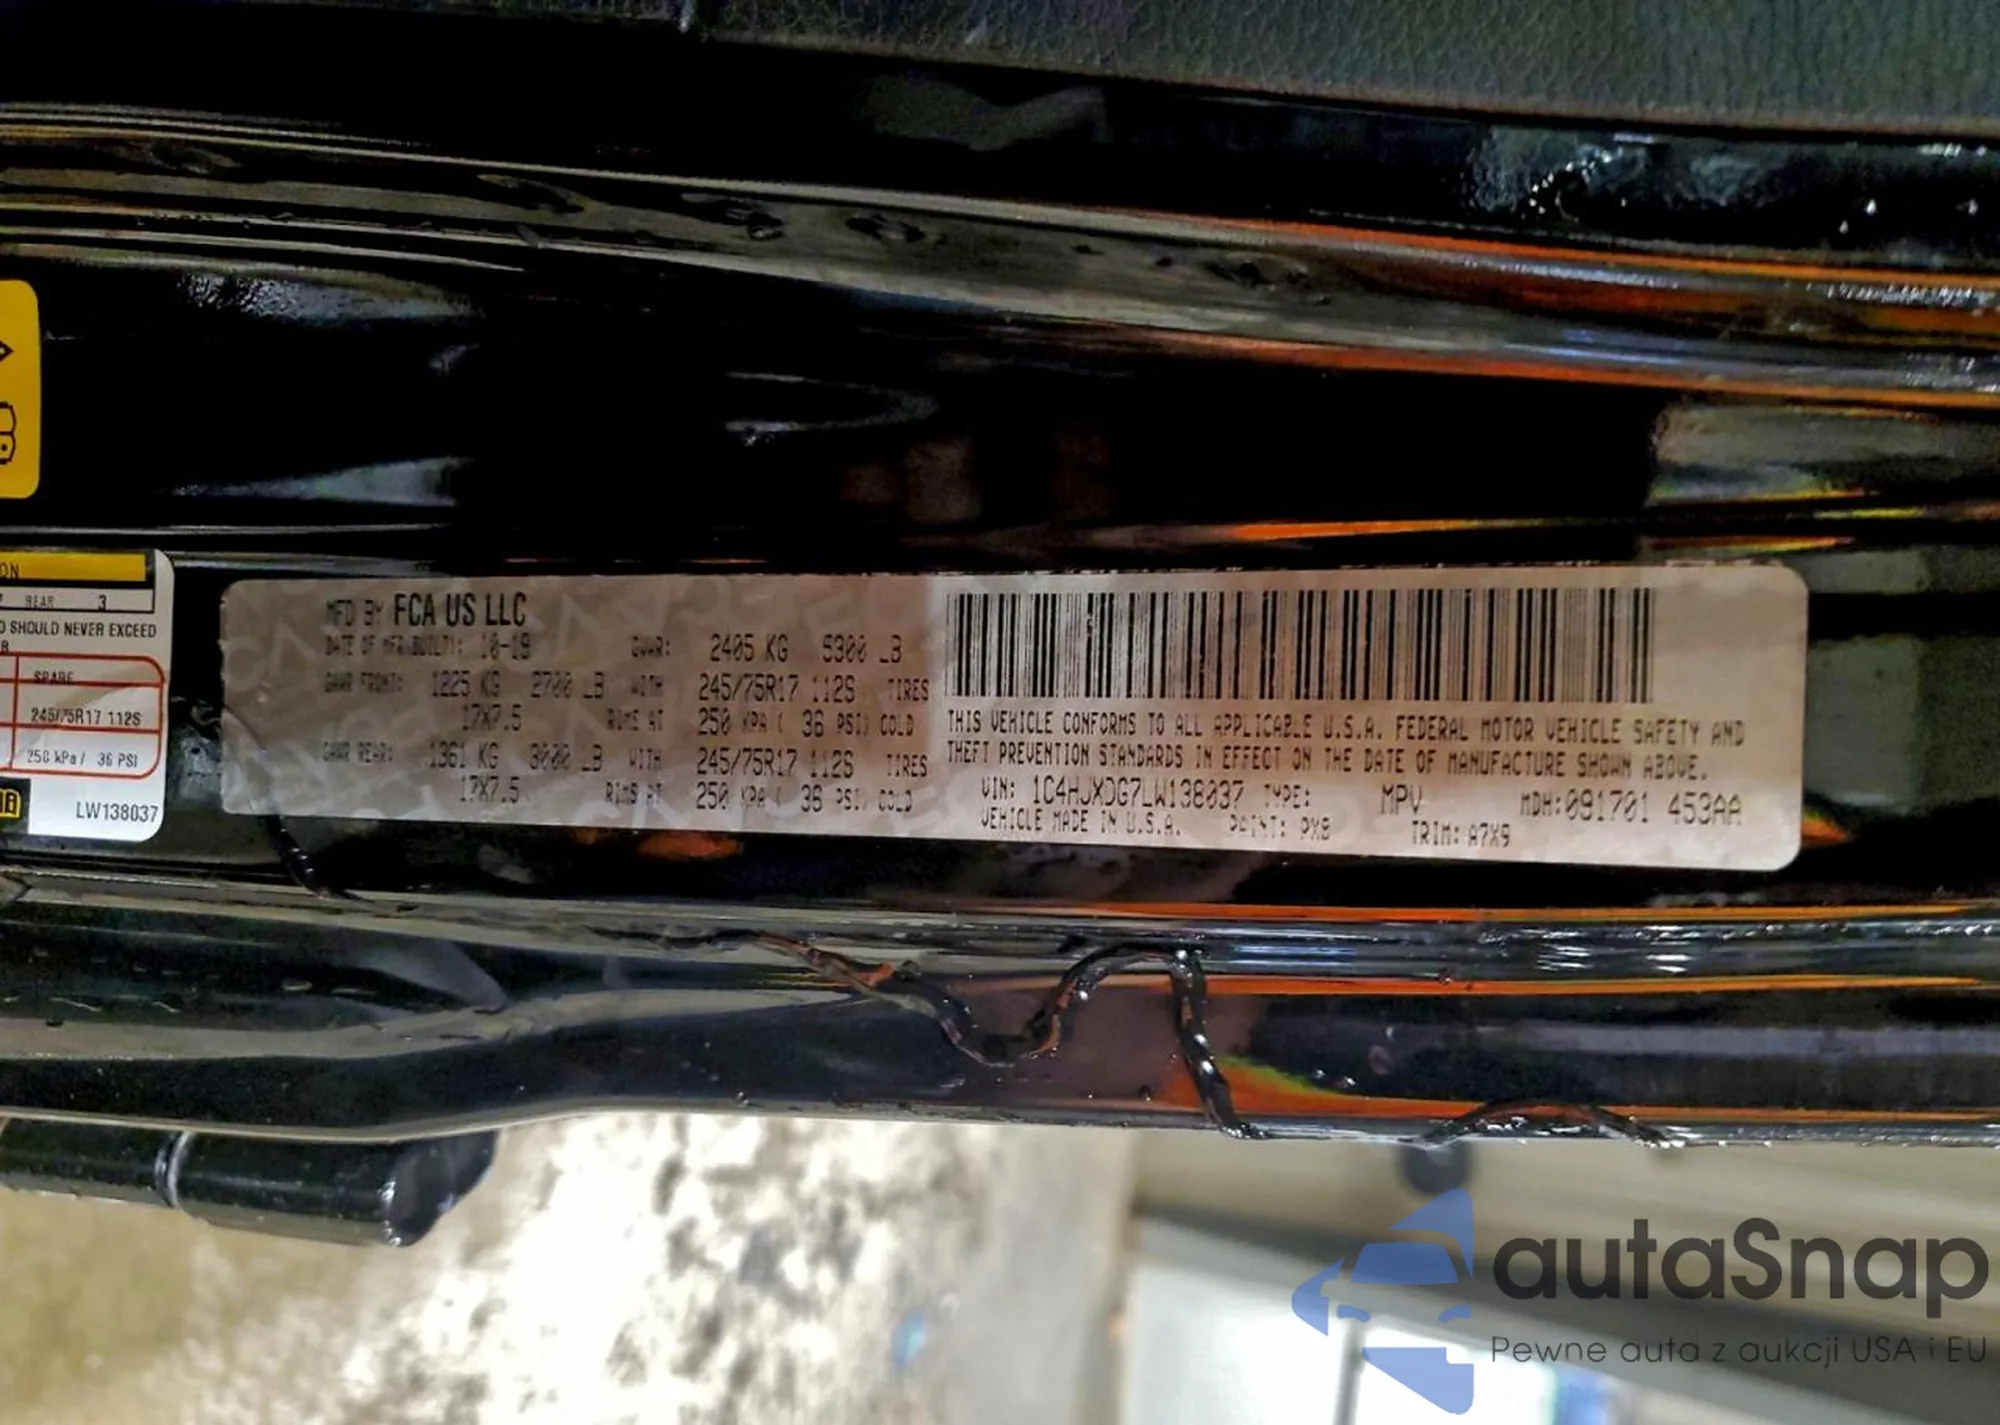 ON
REAR 3
D SHOULD NEVER EXCEED
SPARE
245/75R17 112S
250 kPa / 36 PSI
LW138037
MFD BY FCA US LLC
DATE OF MFR(BUILT): 10-19 GVWR: 2405 KG 5300 LB
GAWR FRONT: 1225 KG 2700 LB WITH 245/75R17 112S TIRES
17X7.5 RIMS AT 250 KPA ( 36 PSI) COLD
GAWR REAR: 1361 KG 3000 LB WITH 245/75R17 112S TIRES
17X7.5 RIMS AT 250 KPA ( 36 PSI) COLD
THIS VEHICLE CONFORMS TO ALL APPLICABLE U.S.A. FEDERAL MOTOR VEHICLE SAFETY AND
THEFT PREVENTION STANDARDS IN EFFECT ON THE DATE OF MANUFACTURE SHOWN ABOVE.
VIN: 1C4HJXDG7LW138037 TYPE: MPV MDH:091701 453AA
VEHICLE MADE IN U.S.A. PAINT: PX8 TRIM: A7X9
autaSnap
Pewne auta z aukcji USA i EU